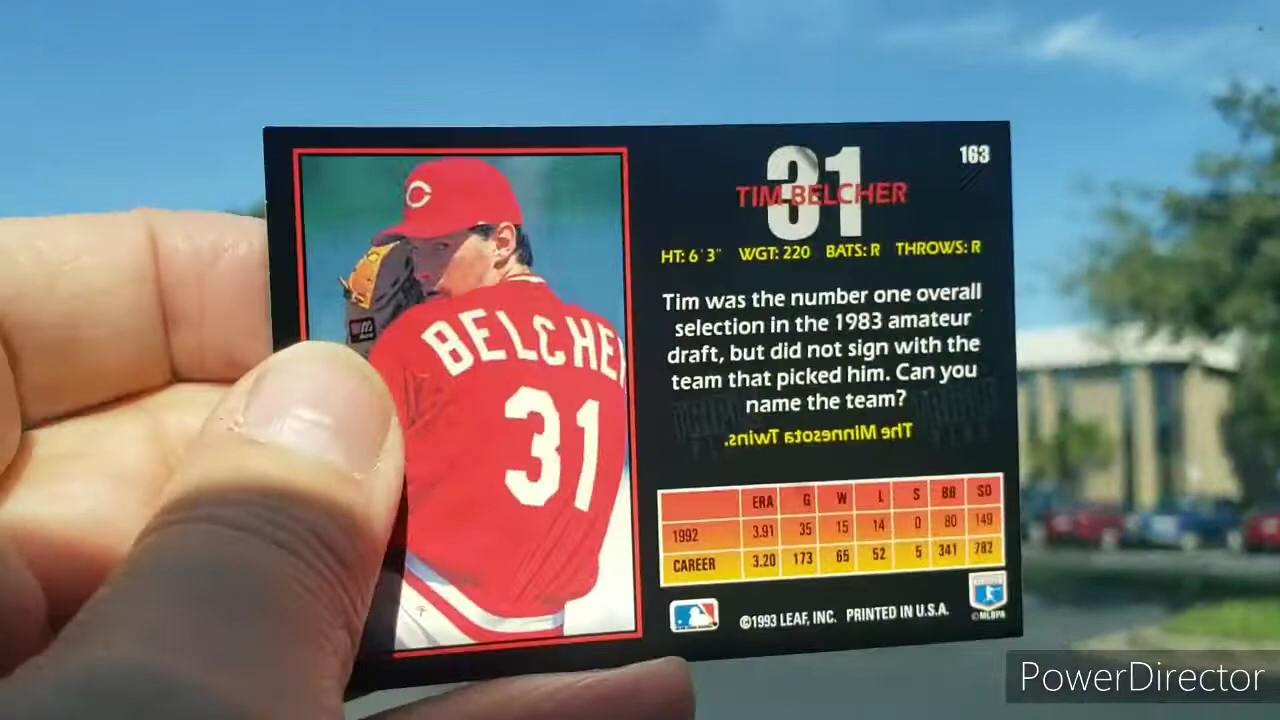 C
BELCHE
31
31
163
TIM BELCHER
HT: 6'3" WGT: 220 BATS: R THROWS: R
Tim was the number one overall
selection in the 1983 amateur
draft, but did not sign with the
team that picked him. Can you
name the team?
The Minnesota Twins.
ERA G W L S BB SO
1992 3.91 35 15 14 0 80 149
CAREER 3.20 173 65 52 5 341 782
©1993 LEAF, INC. PRINTED IN U.S.A.
©MLBPA
PowerDirector